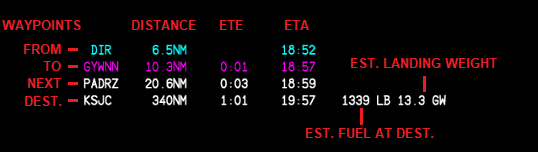 WAYPOINTS DISTANCE ETE ETA
FROM DIR 6.5NM 18:52
TO GYWNN 10.3NM 0:01 18:57
EST. LANDING WEIGHT
NEXT PADRZ 20.6NM 0:03 18:59
DEST. KSJC 340NM 1:01 19:57 1339 LB 13.3 GW
EST. FUEL AT DEST.